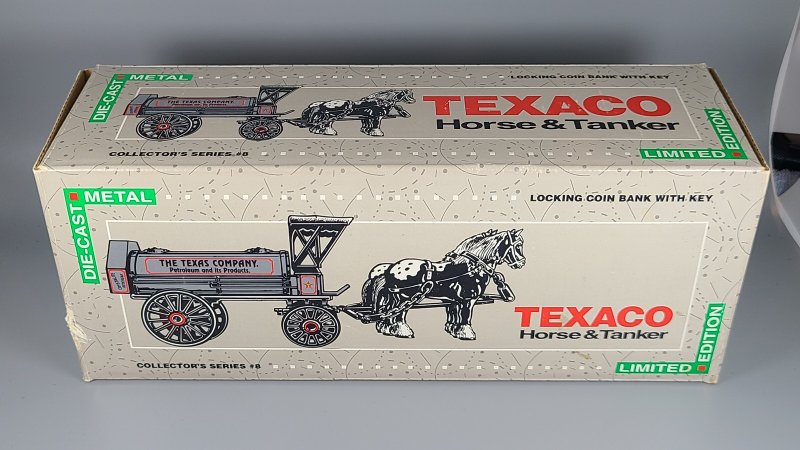 DIE-CAST METAL
LOCKING COIN BANK WITH KEY
THE TEXAS COMPANY.
TEXACO
Horse & Tanker
COLLECTOR'S SERIES #8
LIMITED EDITION
DIE-CAST METAL
LOCKING COIN BANK WITH KEY
THE TEXAS COMPANY.
Petroleum and its Products.
TEXACO
Horse & Tanker
COLLECTOR'S SERIES #8
LIMITED EDITION